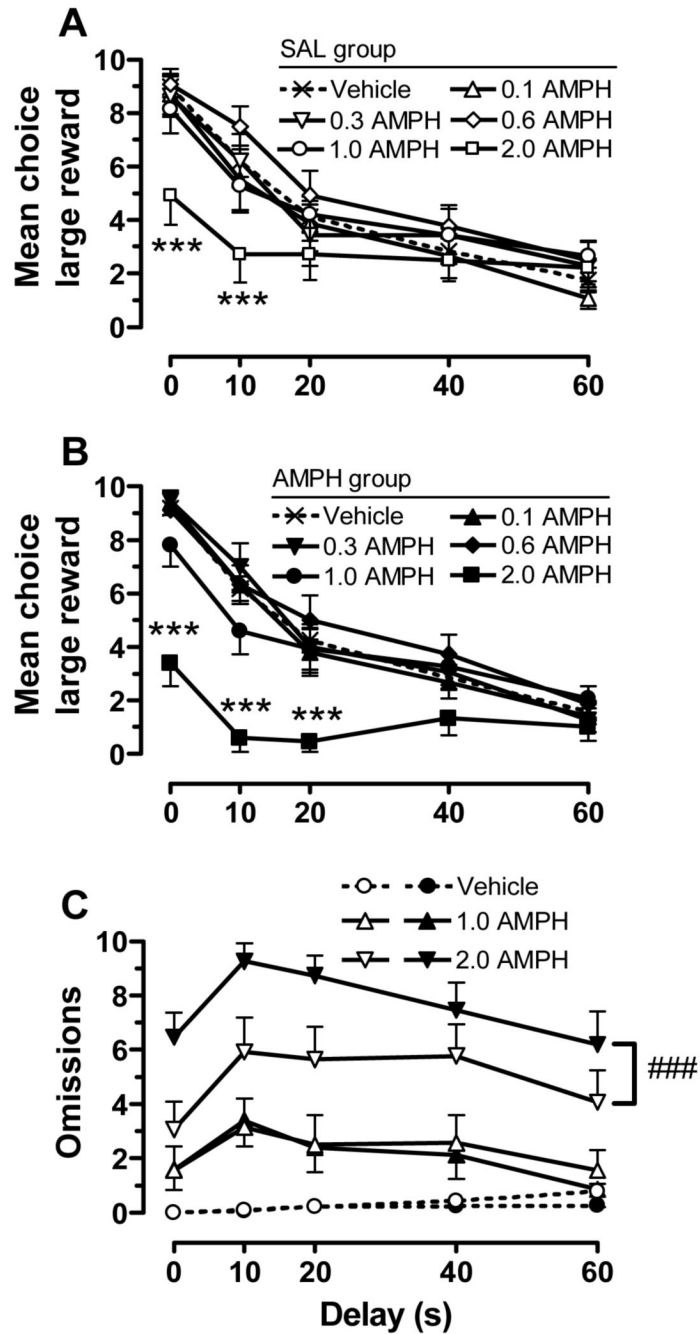 A
SAL group
Vehicle 0.1 AMPH
0.3 AMPH 0.6 AMPH
1.0 AMPH 2.0 AMPH
Mean choice
large reward
10
8
6
4
2
0
***
***
0 10 20 40 60
B
AMPH group
Vehicle 0.1 AMPH
0.3 AMPH 0.6 AMPH
1.0 AMPH 2.0 AMPH
Mean choice
large reward
10
8
6
4
2
0
***
*** ***
0 10 20 40 60
C
Vehicle
1.0 AMPH
2.0 AMPH
Omissions
10
8
6
4
2
0
###
0 10 20 40 60
Delay (s)